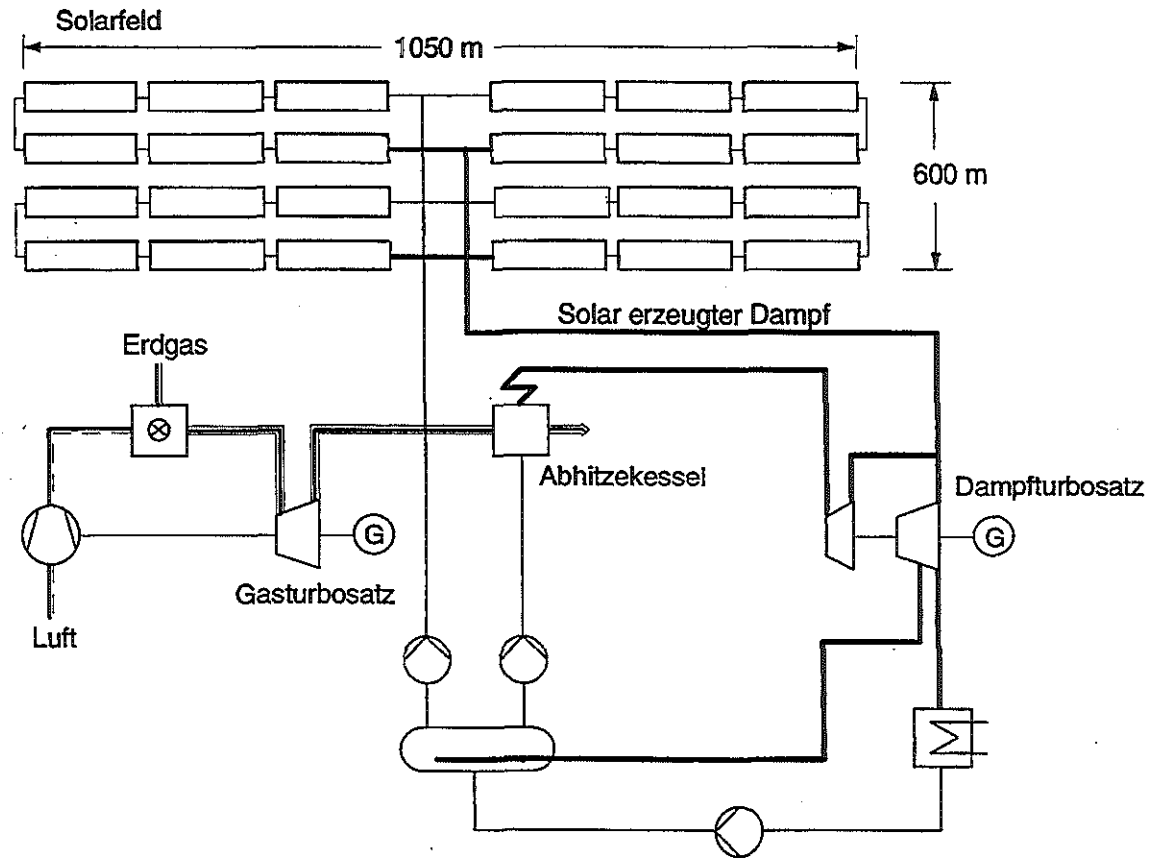 Solarfeld
1050 m
600 m
Solar erzeugter Dampf
Erdgas
Abhitzekessel
Dampfturbosatz
G
G
Gasturbosatz
Luft